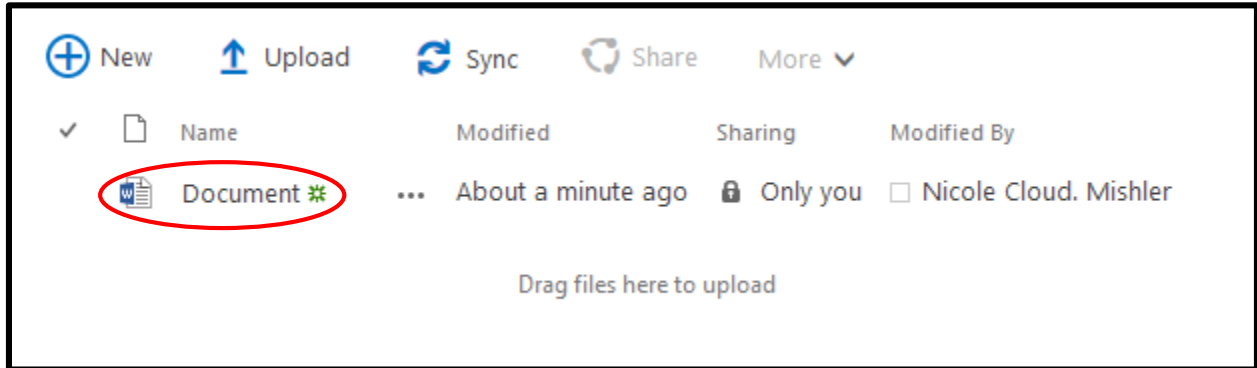 New Upload Sync Share More
Name Modified Sharing Modified By
Document ... About a minute ago Only you Nicole Cloud. Mishler
Drag files here to upload